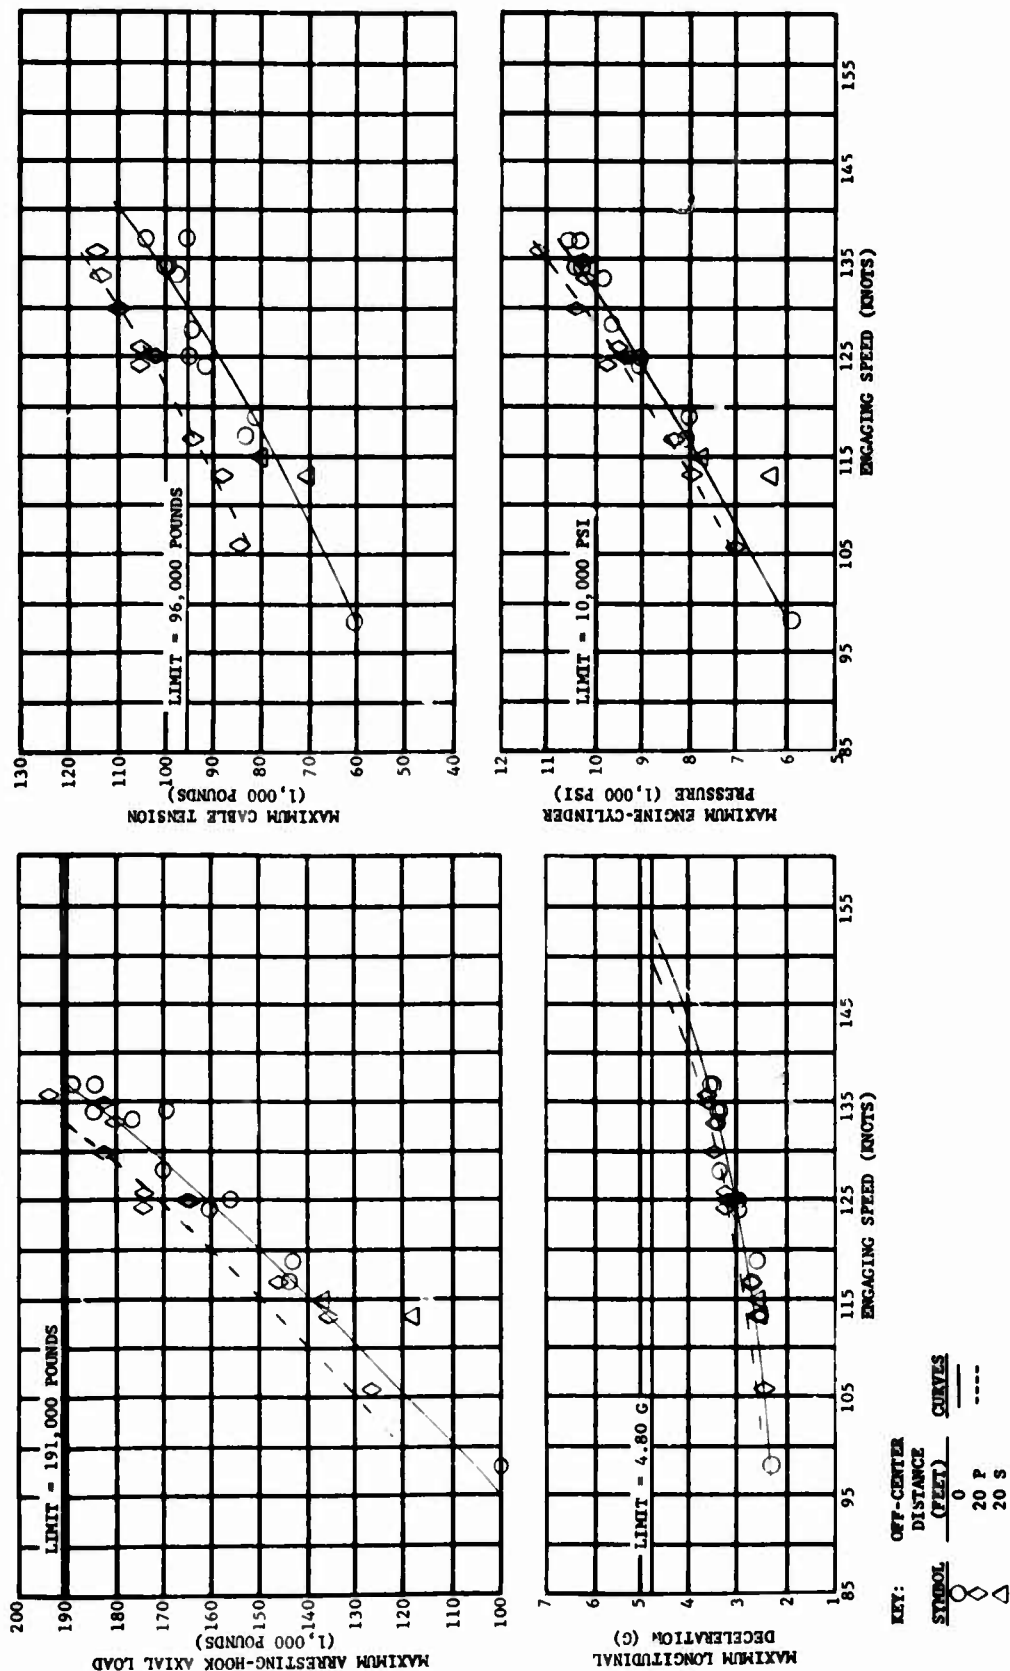 MAXIMUM ARRESTING-HOOK AXIAL LOAD
(1,000 POUNDS)
200
190
180
170
160
150
140
130
120
110
100
LIMIT = 191,000 POUNDS
MAXIMUM CABLE TENSION
(1,000 POUNDS)
130
120
110
100
90
80
70
60
50
40
LIMIT = 96,000 POUNDS
MAXIMUM LONGITUDINAL
DECELERATION (G)
7
6
5
4
3
2
1
LIMIT = 4.80 G
85 95 105 115 125 135 145 155
ENGAGING SPEED (KNOTS)
MAXIMUM ENGINE-CYLINDER
PRESSURE (1,000 PSI)
12
11
10
9
8
7
6
5
LIMIT = 10,000 PSI
85 95 105 115 125 135 145 155
ENGAGING SPEED (KNOTS)
KEY:
SYMBOL OFF-CENTER DISTANCE (FEET) CURVES
0
20 P
20 S